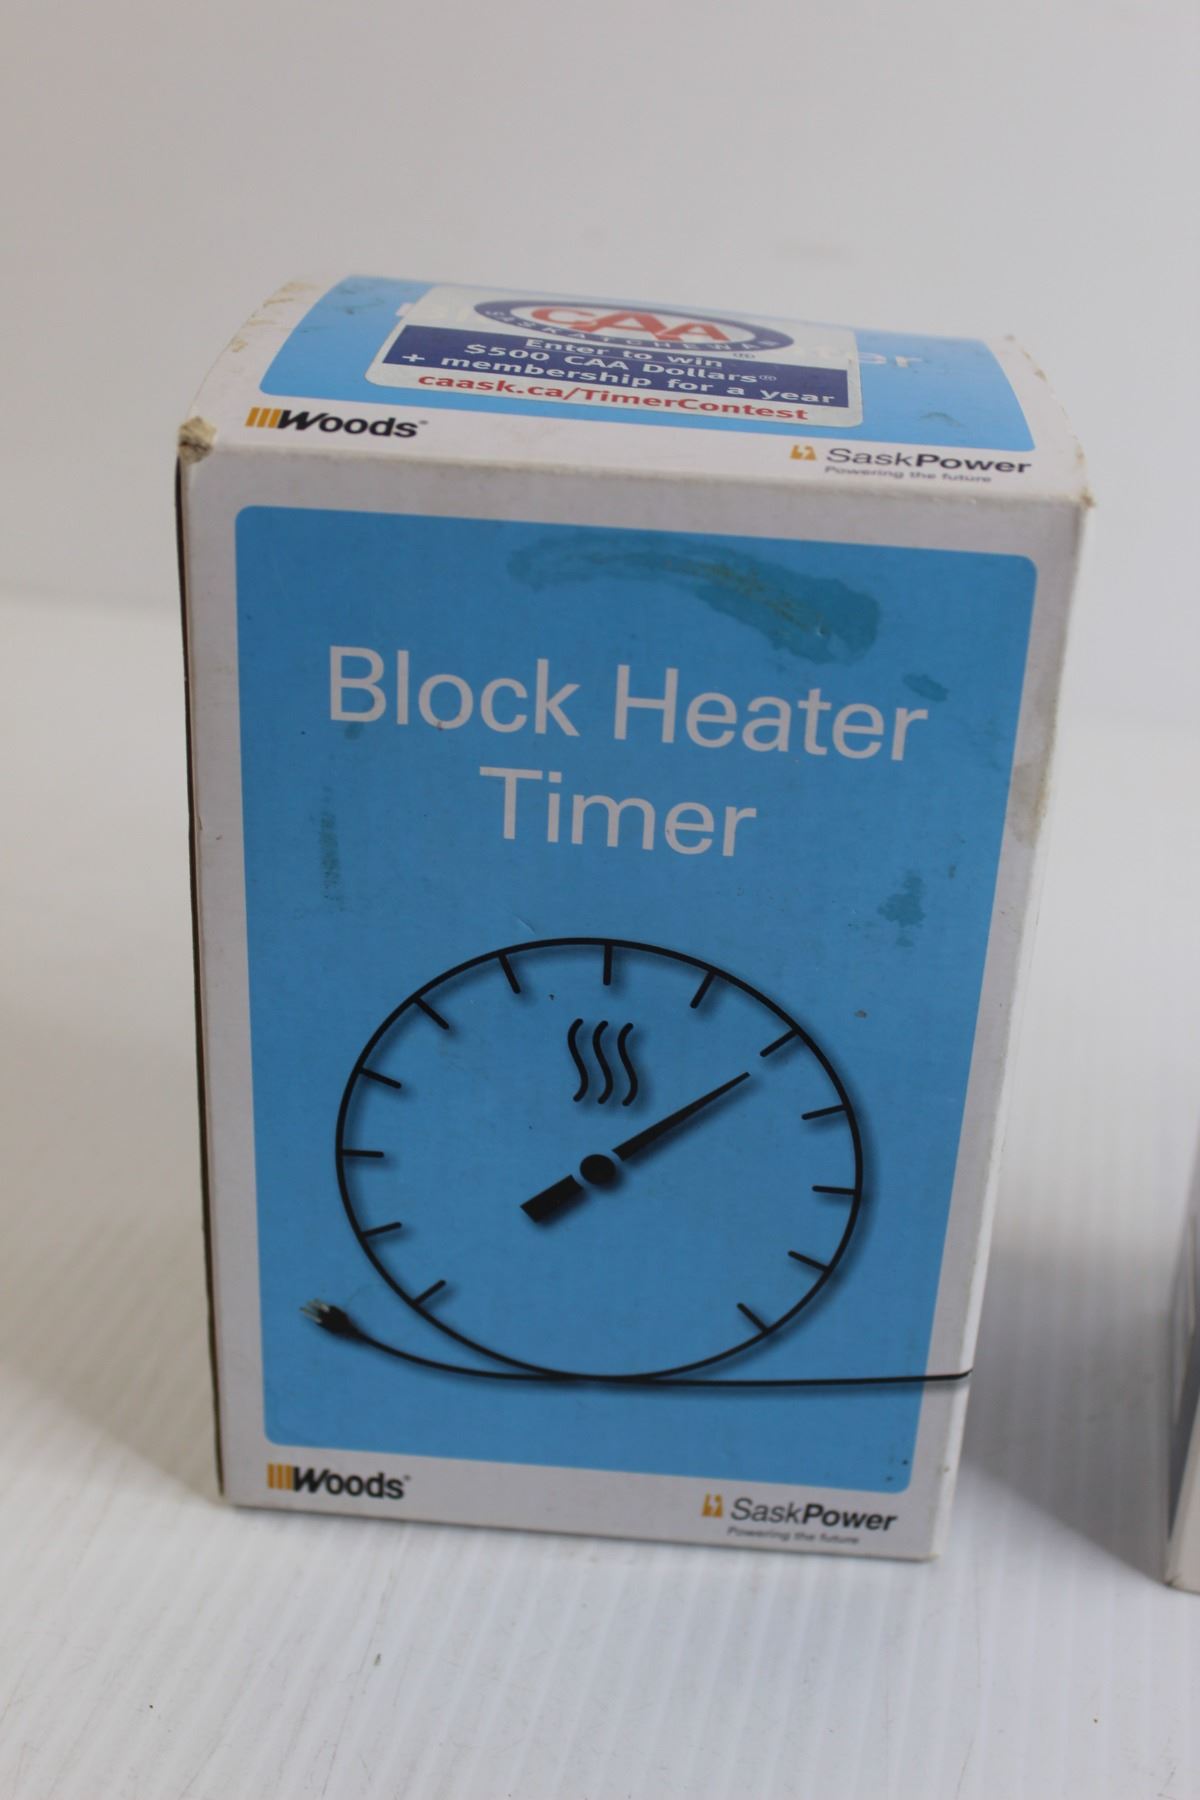 CAA
SASKATCHEWAN
Enter to win
$500 CAA Dollars®
+ membership for a year
caask.ca/TimerContest
Woods®
SaskPower
Powering the future
Block Heater
Timer
Woods®
SaskPower
Powering the future